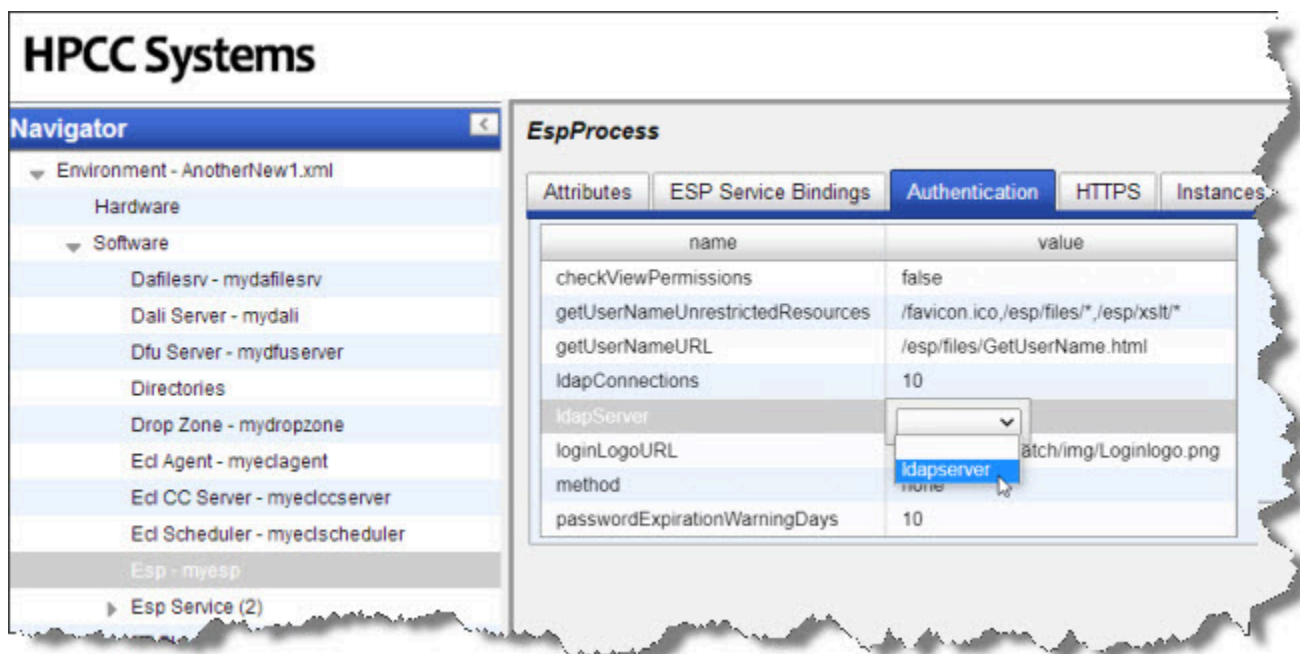 HPCC Systems
Navigator
Environment - AnotherNew1.xml
Hardware
Software
Dafilesrv - mydafilesrv
Dali Server - mydali
Dfu Server - mydfuserver
Directories
Drop Zone - mydropzone
Ecl Agent - myeclagent
Ecl CC Server - myeclccserver
Ecl Scheduler - myeclscheduler
Esp - myesp
Esp Service (2)
EspProcess
Attributes ESP Service Bindings Authentication HTTPS Instances
name value
checkViewPermissions false
getUserNameUnrestrictedResources /favicon.ico,/esp/files/*,/esp/xslt/*
getUserNameURL /esp/files/GetUserName.html
ldapConnections 10
ldapServer
loginLogoURL atch/img/Loginlogo.png
ldapserver
method none
passwordExpirationWarningDays 10